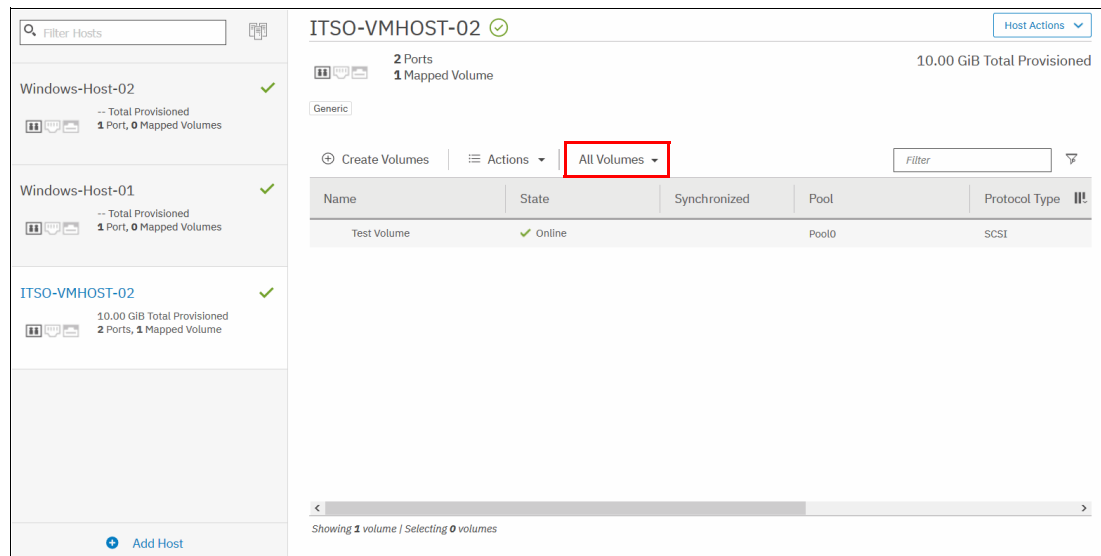 Filter Hosts
Windows-Host-02
-- Total Provisioned
1 Port, 0 Mapped Volumes
Windows-Host-01
-- Total Provisioned
1 Port, 0 Mapped Volumes
ITSO-VMHOST-02
10.00 GiB Total Provisioned
2 Ports, 1 Mapped Volume
Add Host
ITSO-VMHOST-02
Host Actions
2 Ports
1 Mapped Volume
10.00 GiB Total Provisioned
Generic
Create Volumes Actions All Volumes Filter
Name State Synchronized Pool Protocol Type
Test Volume Online Pool0 SCSI
Showing 1 volume | Selecting 0 volumes